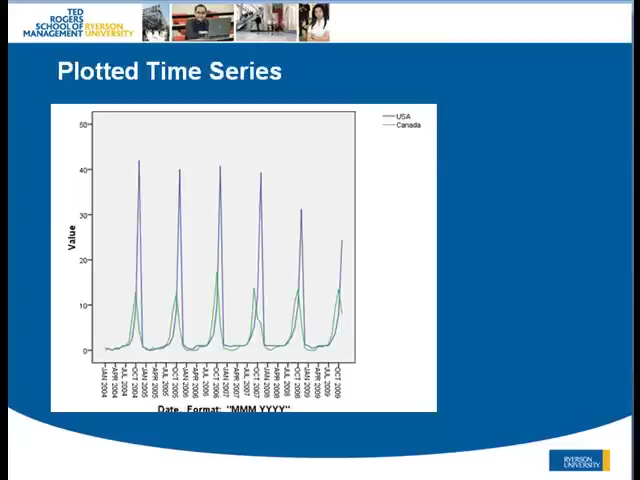 TED
ROGERS
SCHOOL OF
MANAGEMENT
RYERSON
UNIVERSITY
Plotted Time Series
USA
Canada
50
40
30
20
10
0
Value
JAN 2004
APR 2004
JUL 2004
OCT 2004
JAN 2005
APR 2005
JUL 2005
OCT 2005
JAN 2006
APR 2006
JUL 2006
OCT 2006
JAN 2007
APR 2007
JUL 2007
OCT 2007
JAN 2008
APR 2008
JUL 2008
OCT 2008
JAN 2009
APR 2009
JUL 2009
OCT 2009
Date. Format: "MMM YYYY"
RYERSON
UNIVERSITY